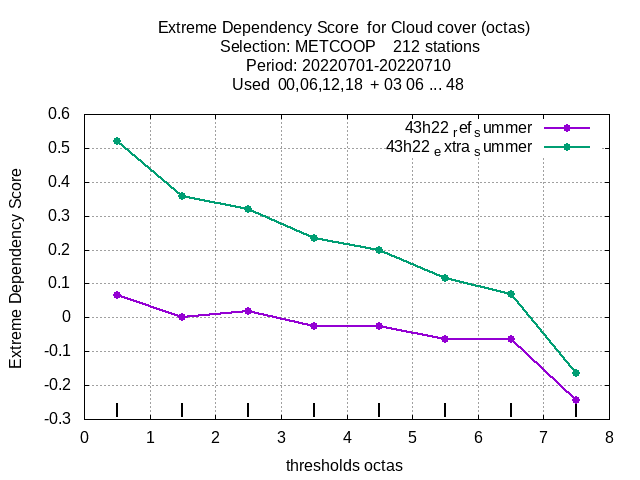 Extreme Dependency Score  for Cloud cover (octas)
Selection: METCOOP    212 stations
Period: 20220701-20220710
Used  00,06,12,18  + 03 06 ... 48
43h22 ref summer
43h22 extra summer
0.6
0.5
0.4
0.3
0.2
0.1
0
-0.1
-0.2
-0.3
Extreme Dependency Score
0 1 2 3 4 5 6 7 8
thresholds octas